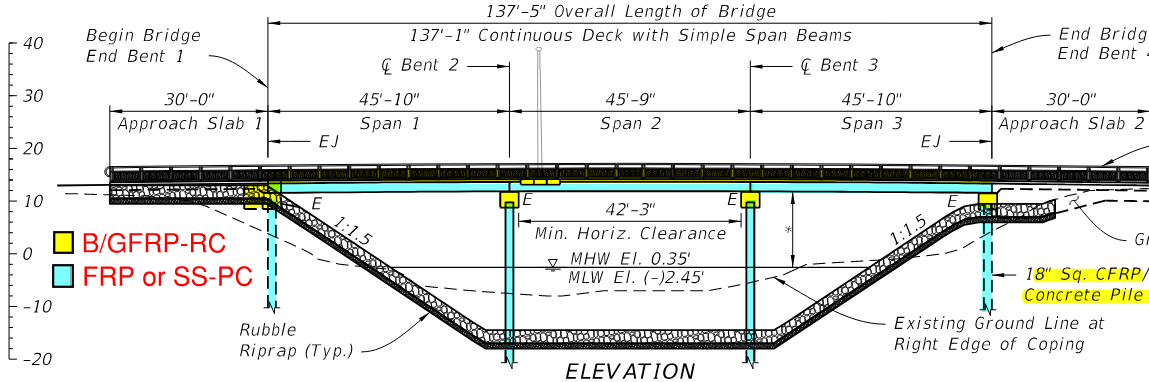 137'-5" Overall Length of Bridge
137'-1" Continuous Deck with Simple Span Beams
Begin Bridge
End Bent 1
℄ Bent 2
℄ Bent 3
End Bridg
End Bent 4
30'-0"
45'-10"
45'-9"
45'-10"
30'-0"
Approach Slab 1
Span 1
Span 2
Span 3
Approach Slab 2
EJ
EJ
40
30
20
10
0
-10
-20
E
E
E
E
1:1.5
1:1.5
42'-3"
Min. Horiz. Clearance
*
MHW El. 0.35'
MLW El. (-)2.45'
B/GFRP-RC
FRP or SS-PC
Gr
18" Sq. CFRP/
Concrete Pile
Rubble
Riprap (Typ.)
Existing Ground Line at
Right Edge of Coping
ELEVATION